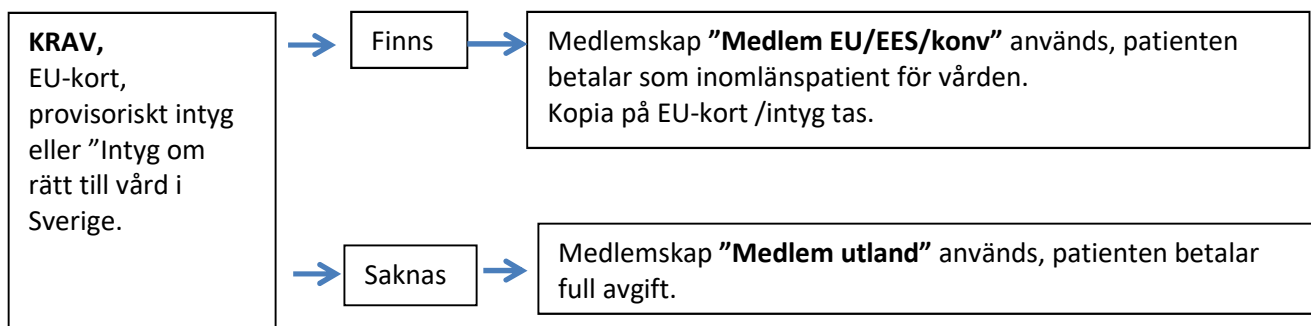 KRAV,
EU-kort,
provisoriskt intyg
eller ”Intyg om
rätt till vård i
Sverige.
Finns
Medlemskap ”Medlem EU/EES/konv” används, patienten
betalar som inomlänspatient för vården.
Kopia på EU-kort /intyg tas.
Saknas
Medlemskap ”Medlem utland” används, patienten betalar
full avgift.